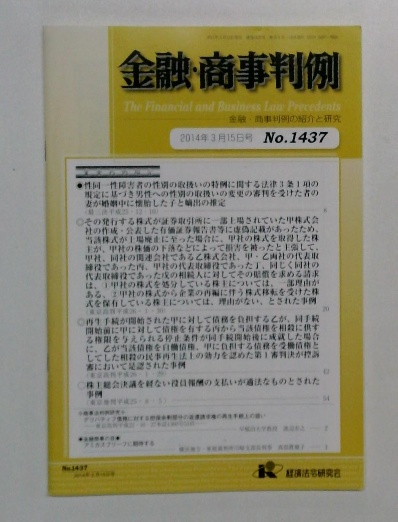 金融・商事判例
The Financial and Business Law Precedents
金融・商事判例の紹介と研究
2014年3月15日号 No.1437
●性同一性障害者の性別の取扱いの特例に関する法律3条1項の
規定に基づき男性への性別の取扱いの変更の審判を受けた者の
妻が婚姻中に懐胎した子と嫡出の推定
●その発行する株式が証券取引所に一部上場されていた甲株式会
社の作成・公表した有価証券報告書等に虚偽記載があったため、
当該株式が上場廃止に至った場合に、甲社の株式を取得した株
主が、甲社の株価の下落などによって損害を被ったと主張して、
甲社、同社の関連会社である乙株式会社、甲・乙両社の代表取
締役であった丙、甲社の代表取締役であった丁、同じく同社の
代表取締役であった戊の相続人に対してその賠償を求める請求
は、①甲社の株式を処分している株主については、一部理由が
ある、②甲社の株式から企業の再編に伴う株式移転を受けた株
式を保有している株主については、理由がない、とされた事例
●再生手続が開始された甲に対して債務を負担する乙が、同手続
開始前に甲に対して債権を有する丙から当該債権を相殺に供す
る権限を与えられる停止条件が同手続開始後に成就した場合
に、乙が当該債権を自働債権、甲に負担する債務を受働債権と
してした相殺の民事再生法上の効力を認めた第1審判決が控訴
審において是認された事例
●株主総会決議を経ない役員報酬の支払いが適法なものとされた
事例
No.1437
経済法令研究会